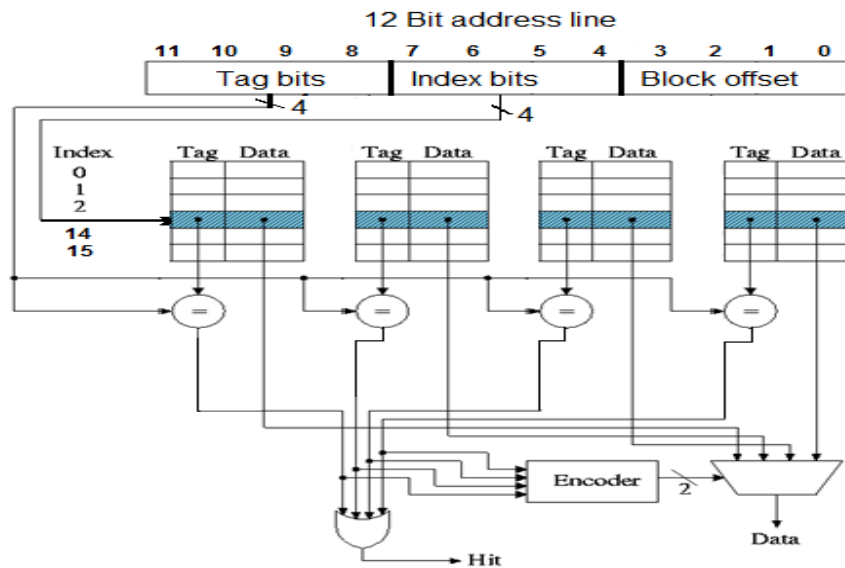 12 Bit address line
11 10 9 8 7 6 5 4 3 2 1 0
Tag bits Index bits Block offset
4 4
Index Tag Data Tag Data Tag Data Tag Data
0
1
2
14
15
= = = =
Encoder
2
Data
Hit